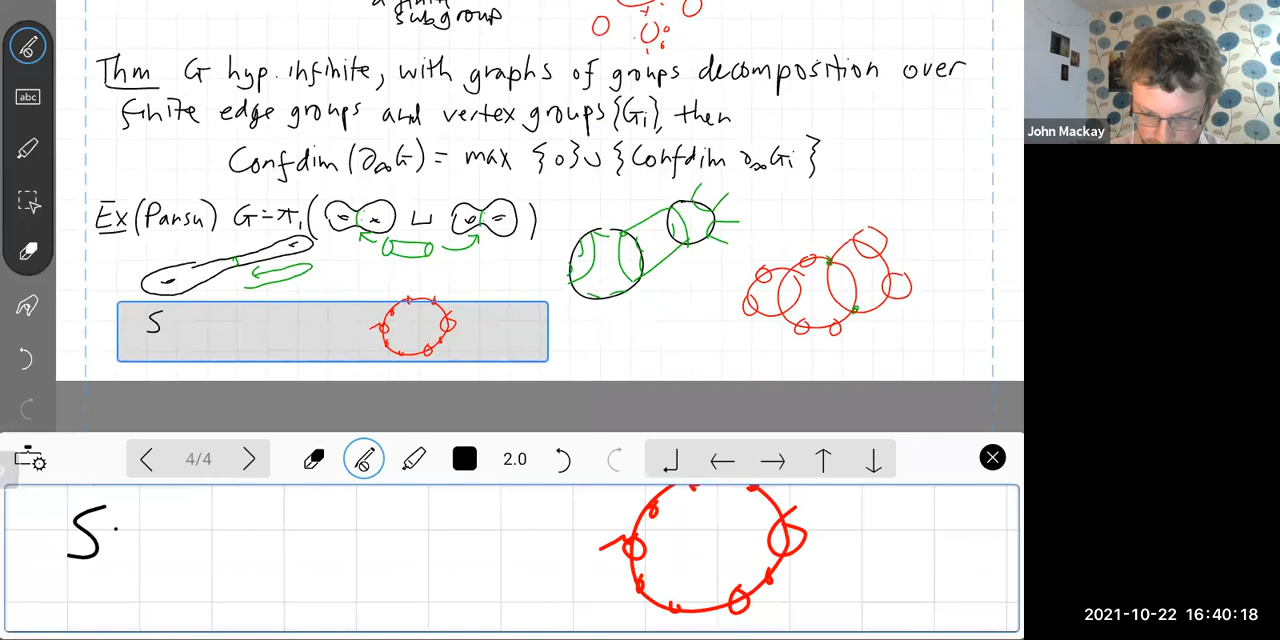 a finite
subgroup
Thm G hyp. infinite, with graphs of groups decomposition over
finite edge groups and vertex groups {Gi}, then
Confdim (∂∞G) = max {0} ∪ {Confdim ∂∞Gi}
Ex (Pansu) G = π1( ⊔ )
S
abc
4/4
2.0
S
John Mackay
2021-10-22 16:40:18